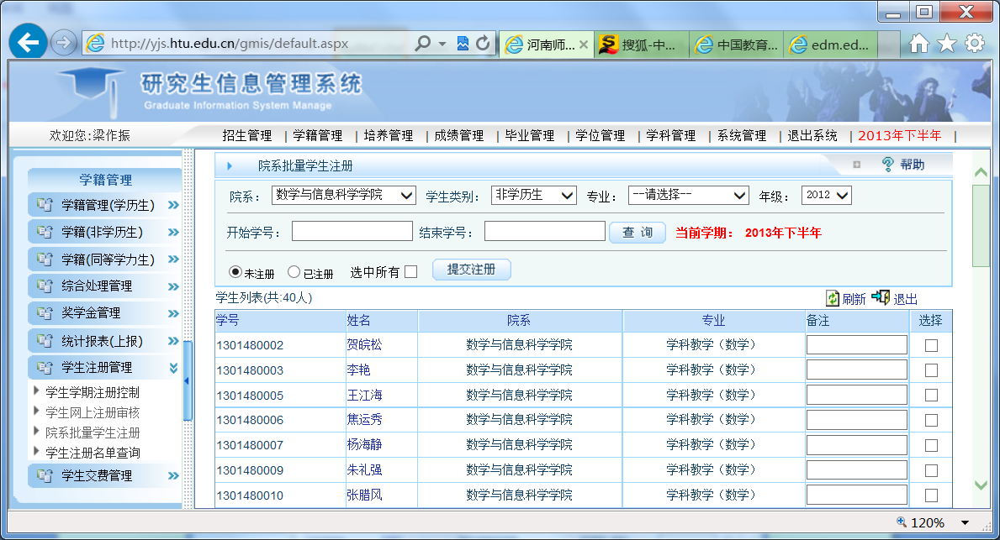 http://yjs.htu.edu.cn/gmis/default.aspx 河南师... 搜狐-中... 中国教育... edm.ed...
研究生信息管理系统
Graduate Information System Manage
欢迎您:梁作振 招生管理 | 学籍管理 | 培养管理 | 成绩管理 | 毕业管理 | 学位管理 | 学科管理 | 系统管理 | 退出系统 | 2013年下半年 |
学籍管理
学籍管理(学历生)
学籍(非学历生)
学籍(同等学力生)
综合处理管理
奖学金管理
统计报表(上报)
学生注册管理
学生学期注册控制
学生网上注册审核
院系批量学生注册
学生注册名单查询
学生交费管理
院系批量学生注册 帮助
院系: 数学与信息科学学院 学生类别: 非学历生 专业: --请选择-- 年级: 2012
开始学号: 结束学号: 查 询 当前学期: 2013年下半年
未注册 已注册 选中所有 提交注册
学生列表(共:40人) 刷新 退出
学号 姓名 院系 专业 备注 选择
1301480002 贺皖松 数学与信息科学学院 学科教学（数学）
1301480003 李艳 数学与信息科学学院 学科教学（数学）
1301480005 王江海 数学与信息科学学院 学科教学（数学）
1301480006 焦运秀 数学与信息科学学院 学科教学（数学）
1301480007 杨海静 数学与信息科学学院 学科教学（数学）
1301480009 朱礼强 数学与信息科学学院 学科教学（数学）
1301480010 张腊风 数学与信息科学学院 学科教学（数学）
120%